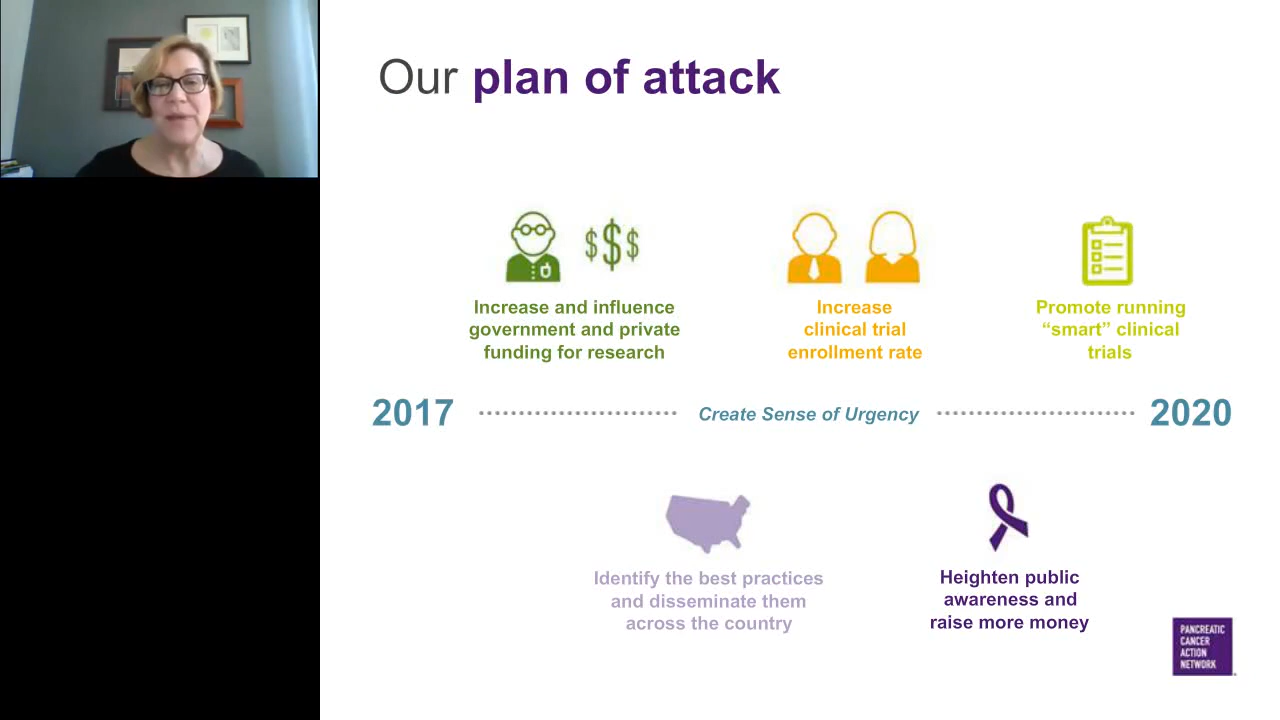 Our plan of attack
$$$
Increase and influence
government and private
funding for research
Increase
clinical trial
enrollment rate
Promote running
“smart” clinical
trials
2017
Create Sense of Urgency
2020
Identify the best practices
and disseminate them
across the country
Heighten public
awareness and
raise more money
PANCREATIC
CANCER
ACTION
NETWORK